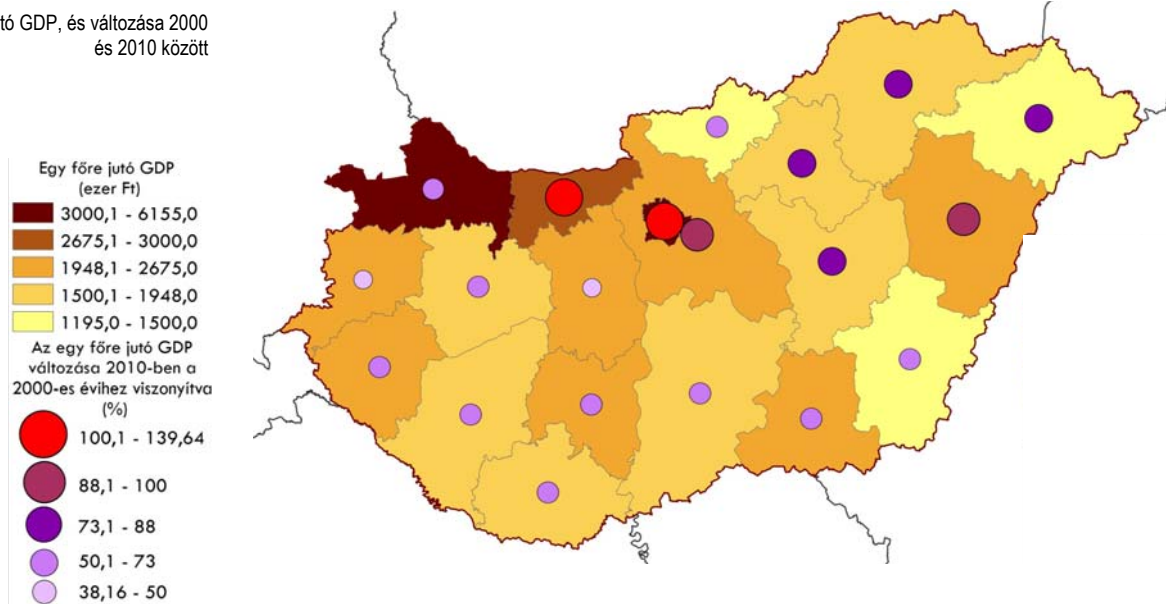 GDP, és változása 2000
és 2010 között
Egy főre jutó GDP
(ezer Ft)
3000,1 - 6155,0
2675,1 - 3000,0
1948,1 - 2675,0
1500,1 - 1948,0
1195,0 - 1500,0
Az egy főre jutó GDP
változása 2010-ben a
2000-es évihez viszonyítva
(%)
100,1 - 139,64
88,1 - 100
73,1 - 88
50,1 - 73
38,16 - 50